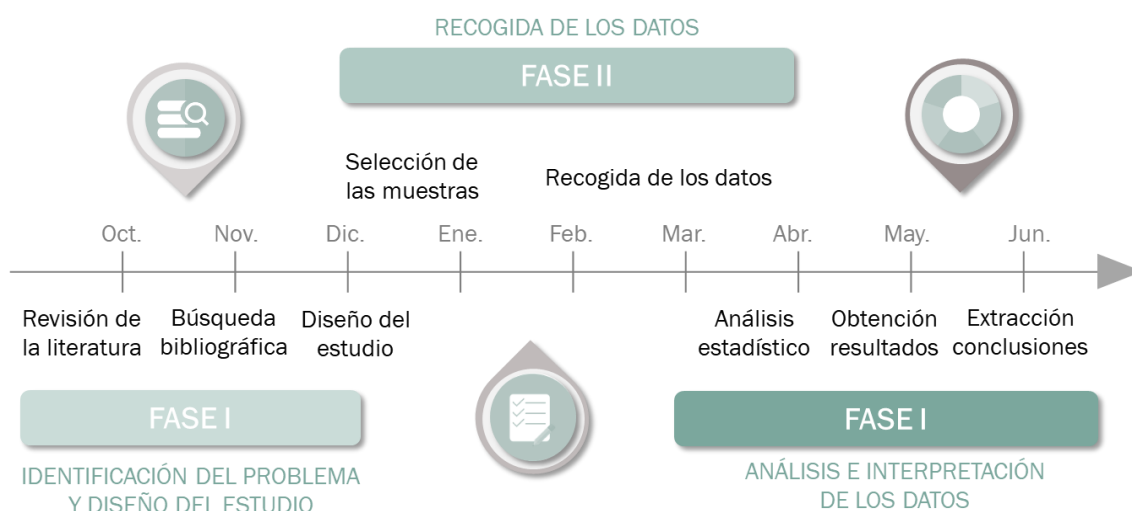 RECOGIDA DE LOS DATOS
FASE II
Selección de
las muestras
Recogida de los datos
Oct.
Nov.
Dic.
Ene.
Feb.
Mar.
Abr.
May.
Jun.
Revisión de
la literatura
Búsqueda
bibliográfica
Diseño del
estudio
Análisis
estadístico
Obtención
resultados
Extracción
conclusiones
FASE I
IDENTIFICACIÓN DEL PROBLEMA
Y DISEÑO DEL ESTUDIO
FASE I
ANÁLISIS E INTERPRETACIÓN
DE LOS DATOS